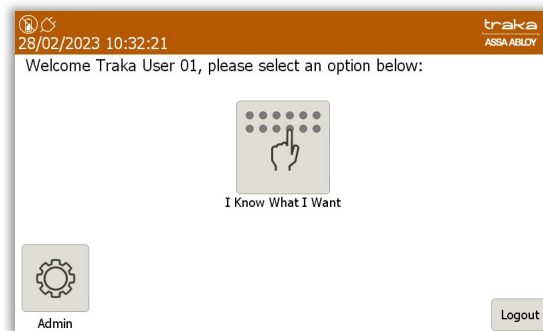 traka
28/02/2023 10:32:21
ASSA ABLOY
Welcome Traka User 01, please select an option below:
I Know What I Want
Admin
Logout